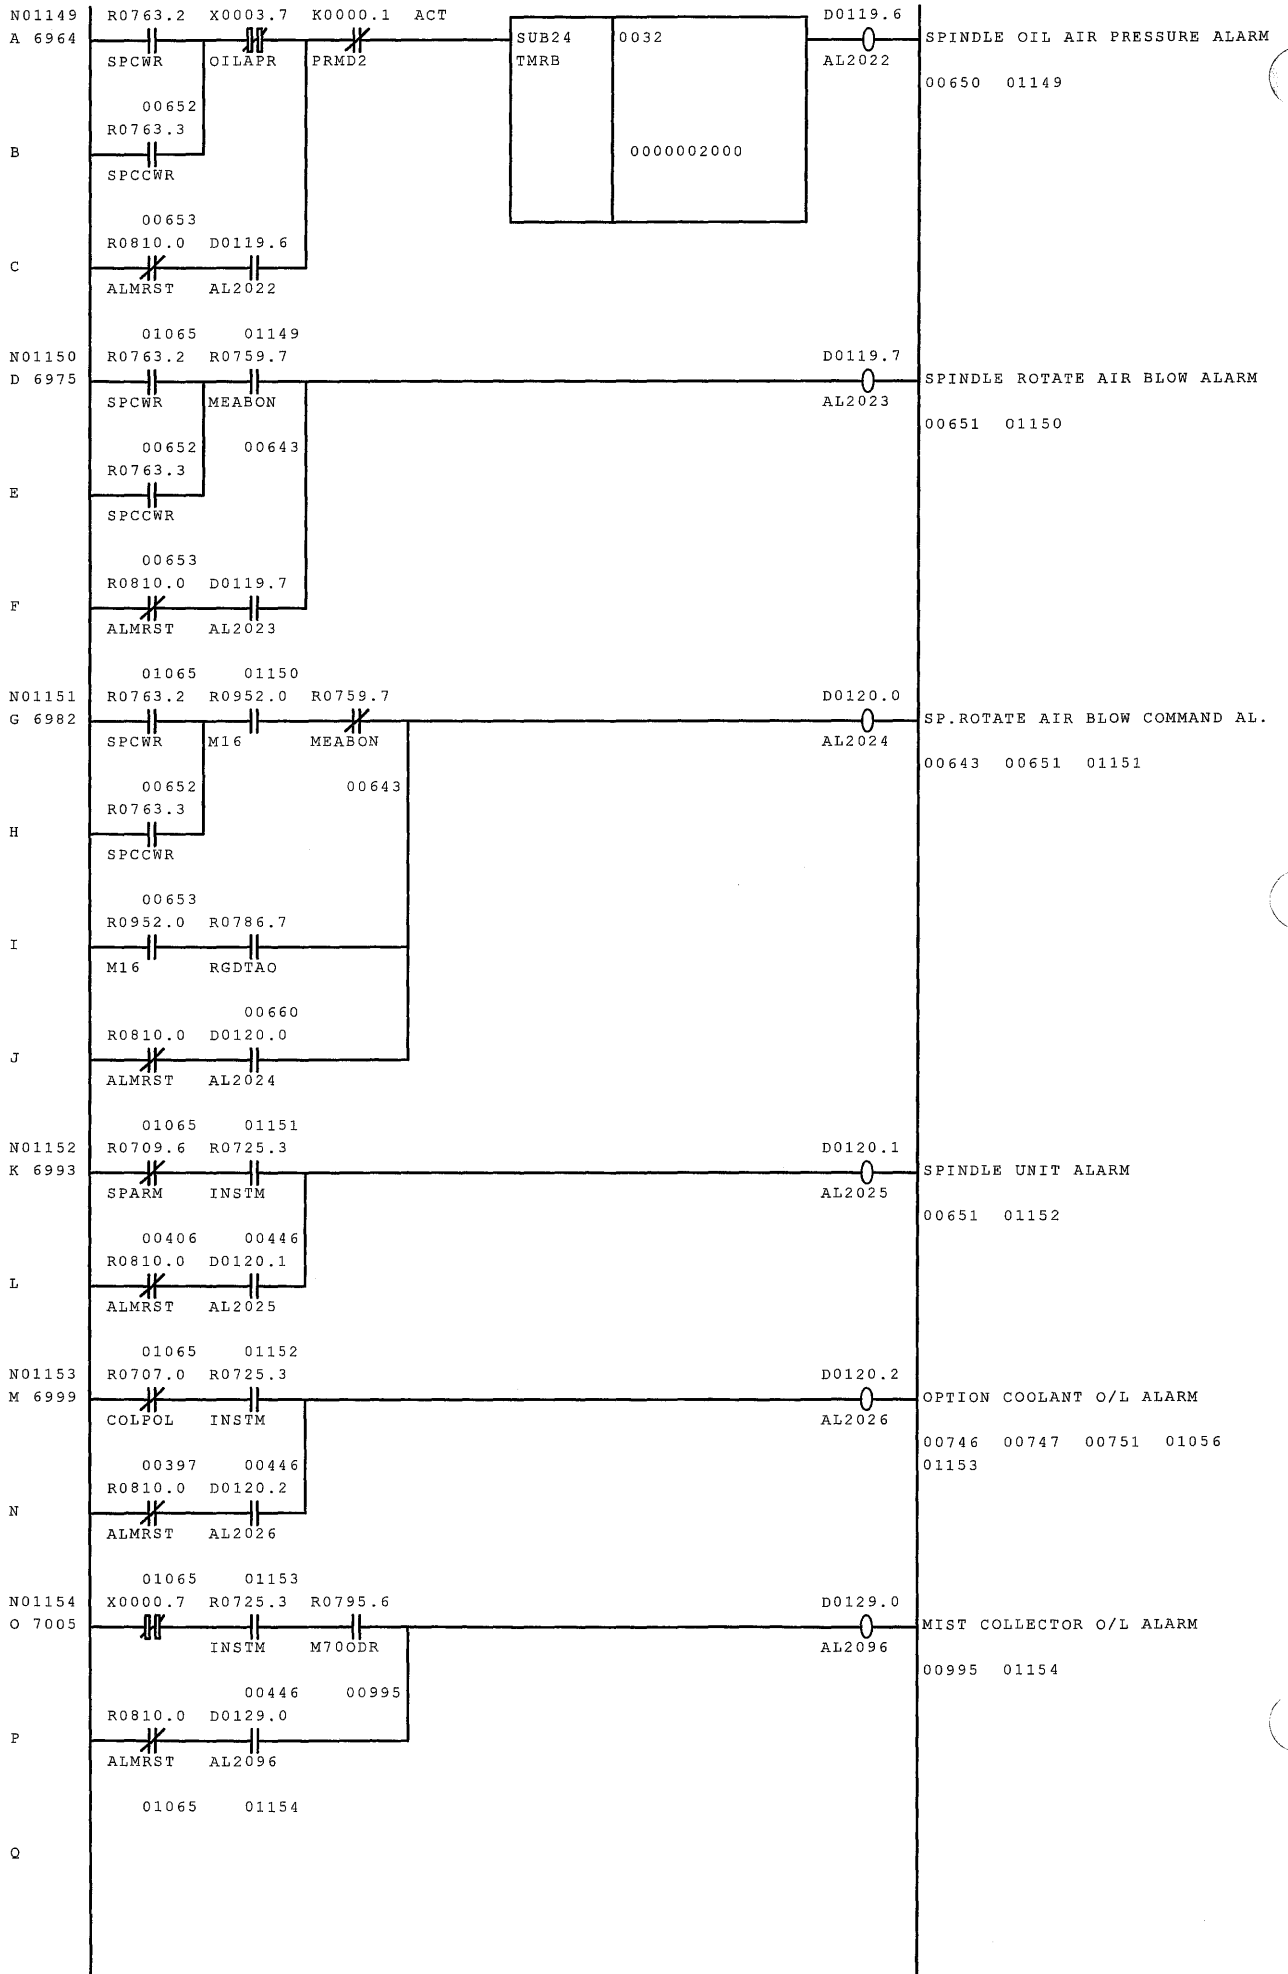 N01149 R0763.2 X0003.7 K0000.1 ACT D0119.6
A 6964 SUB24 0032 SPINDLE OIL AIR PRESSURE ALARM
SPCWR OILAPR PRMD2 TMRB AL2022
00650 01149
00652
R0763.3
B 0000002000
SPCCWR
00653
R0810.0 D0119.6
C
ALMRST AL2022
01065 01149
N01150 R0763.2 R0759.7 D0119.7
D 6975 SPINDLE ROTATE AIR BLOW ALARM
SPCWR MEABON AL2023
00651 01150
00652 00643
R0763.3
E
SPCCWR
00653
R0810.0 D0119.7
F
ALMRST AL2023
01065 01150
N01151 R0763.2 R0952.0 R0759.7 D0120.0
G 6982 SP.ROTATE AIR BLOW COMMAND AL.
SPCWR M16 MEABON AL2024
00643 00651 01151
00652 00643
R0763.3
H
SPCCWR
00653
R0952.0 R0786.7
I
M16 RGDTAO
00660
R0810.0 D0120.0
J
ALMRST AL2024
01065 01151
N01152 R0709.6 R0725.3 D0120.1
K 6993 SPINDLE UNIT ALARM
SPARM INSTM AL2025
00651 01152
00406 00446
R0810.0 D0120.1
L
ALMRST AL2025
01065 01152
N01153 R0707.0 R0725.3 D0120.2
M 6999 OPTION COOLANT O/L ALARM
COLPOL INSTM AL2026
00746 00747 00751 01056
00397 00446 01153
R0810.0 D0120.2
N
ALMRST AL2026
01065 01153
N01154 X0000.7 R0725.3 R0795.6 D0129.0
O 7005 MIST COLLECTOR O/L ALARM
INSTM M70ODR AL2096
00995 01154
00446 00995
R0810.0 D0129.0
P
ALMRST AL2096
01065 01154
Q